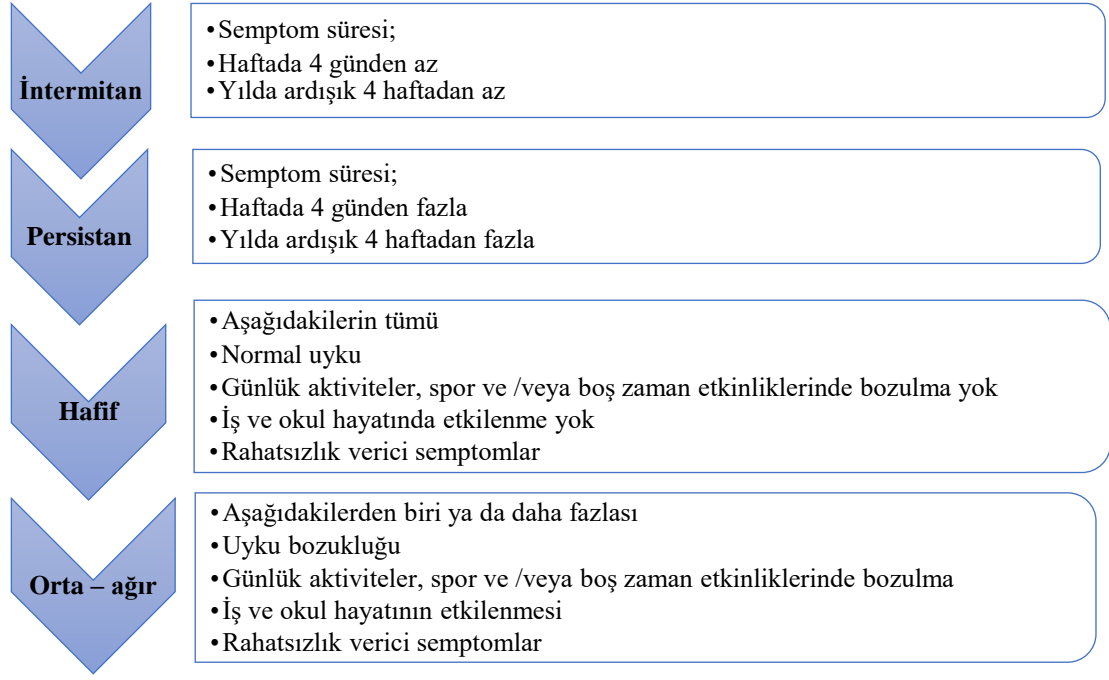 İntermitan
•Semptom süresi;
•Haftada 4 günden az
•Yılda ardışık 4 haftadan az
Persistan
•Semptom süresi;
•Haftada 4 günden fazla
•Yılda ardışık 4 haftadan fazla
Hafif
•Aşağıdakilerin tümü
•Normal uyku
•Günlük aktiviteler, spor ve /veya boş zaman etkinliklerinde bozulma yok
•İş ve okul hayatında etkilenme yok
•Rahatsızlık verici semptomlar
Orta – ağır
•Aşağıdakilerden biri ya da daha fazlası
•Uyku bozukluğu
•Günlük aktiviteler, spor ve /veya boş zaman etkinliklerinde bozulma
•İş ve okul hayatının etkilenmesi
•Rahatsızlık verici semptomlar